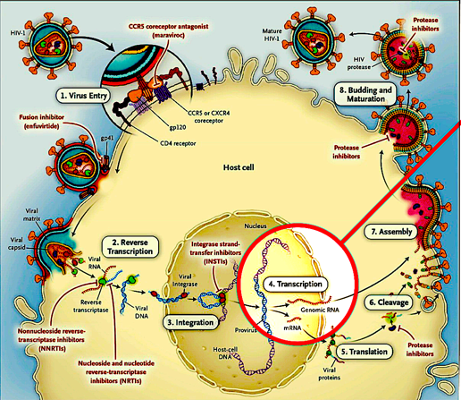 HIV-1
CCR5 coreceptor antagonist
(maraviroc)
1. Virus Entry
CCR5 or CXR4
coreceptor
gp120
CD4 receptor
Fusion inhibitor
(enfuvirtide)
gp41
Mature
HIV-1
Protease
inhibitors
HIV
protease
8. Budding and
Maturation
Protease
inhibitors
Host cell
7. Assembly
Viral
matrix
Viral
capsid
2. Reverse
Transcription
Viral
RNA
Reverse
transcriptase
Viral
DNA
Nonnucleoside reverse-
transcriptase inhibitors
(NNRTIs)
Nucleoside and nucleotide
reverse-transcriptase
inhibitors (NRTIs)
Nucleus
Integrase strand-
transfer inhibitors
(INSTIs)
Viral
Integrase
3. Integration
Provirus
Host-cell
DNA
4. Transcription
Genomic RNA
mRNA
6. Cleavage
5. Translation
Viral
proteins
Protease
inhibitors